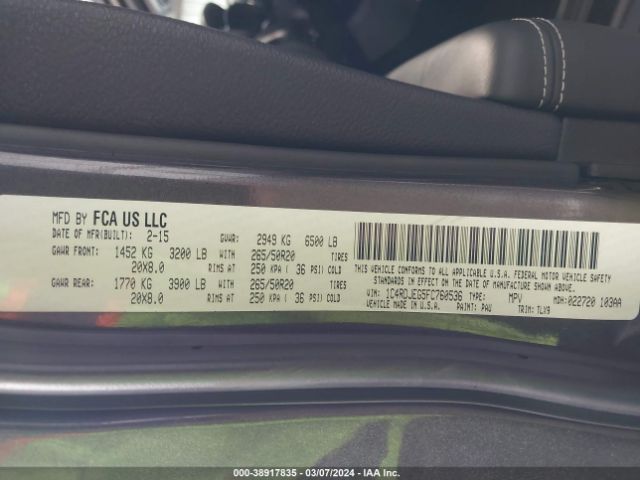 MFD BY FCA US LLC
DATE OF MFR(BUILT): 2-15 GVWR: 2949 KG 6500 LB
GAWR FRONT: 1452 KG 3200 LB WITH 265/50R20 TIRES
20X8.0 RIMS AT 250 KPA ( 36 PSI) COLD
GAWR REAR: 1770 KG 3900 LB WITH 265/50R20 TIRES
20X8.0 RIMS AT 250 KPA ( 36 PSI) COLD
THIS VEHICLE CONFORMS TO ALL APPLICABLE U.S.A. FEDERAL MOTOR VEHICLE SAFETY
STANDARDS IN EFFECT ON THE DATE OF MANUFACTURE SHOWN ABOVE.
VIN: 1C4RDJEG5FC760536 TYPE: MPV MDH: 022720 103AA
VEHICLE MADE IN U.S.A. PAINT: PAU TRIM: TLX9
000-38917835 - 03/07/2024 - IAA Inc.